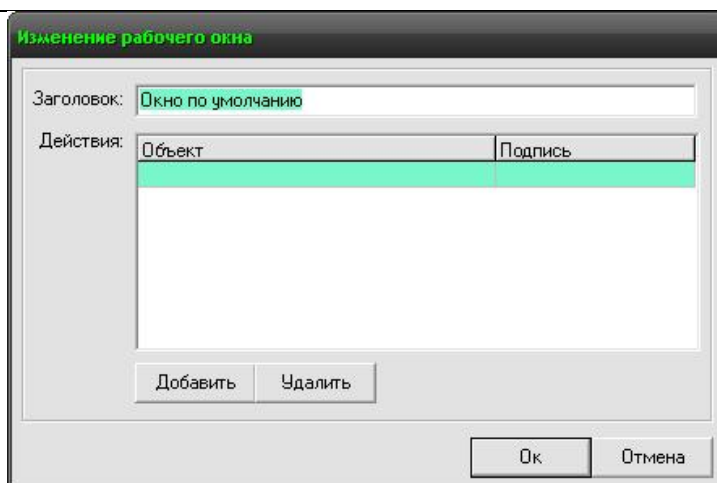 Изменение рабочего окна
Заголовок: Окно по умолчанию
Действия: Объект Подпись
Добавить Удалить
Ок Отмена